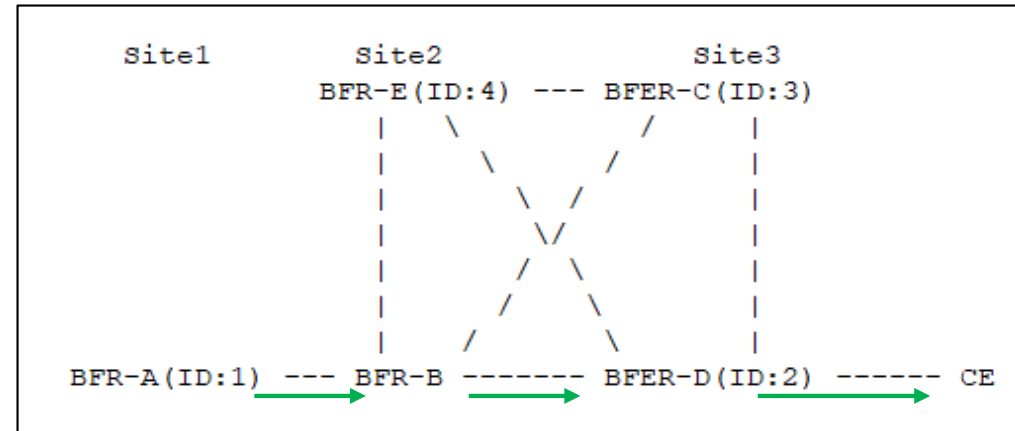 Site1 Site2 Site3
BFR-E(ID:4) --- BFER-C(ID:3)
BFR-A(ID:1) --- BFR-B ------- BFER-D(ID:2) ------ CE